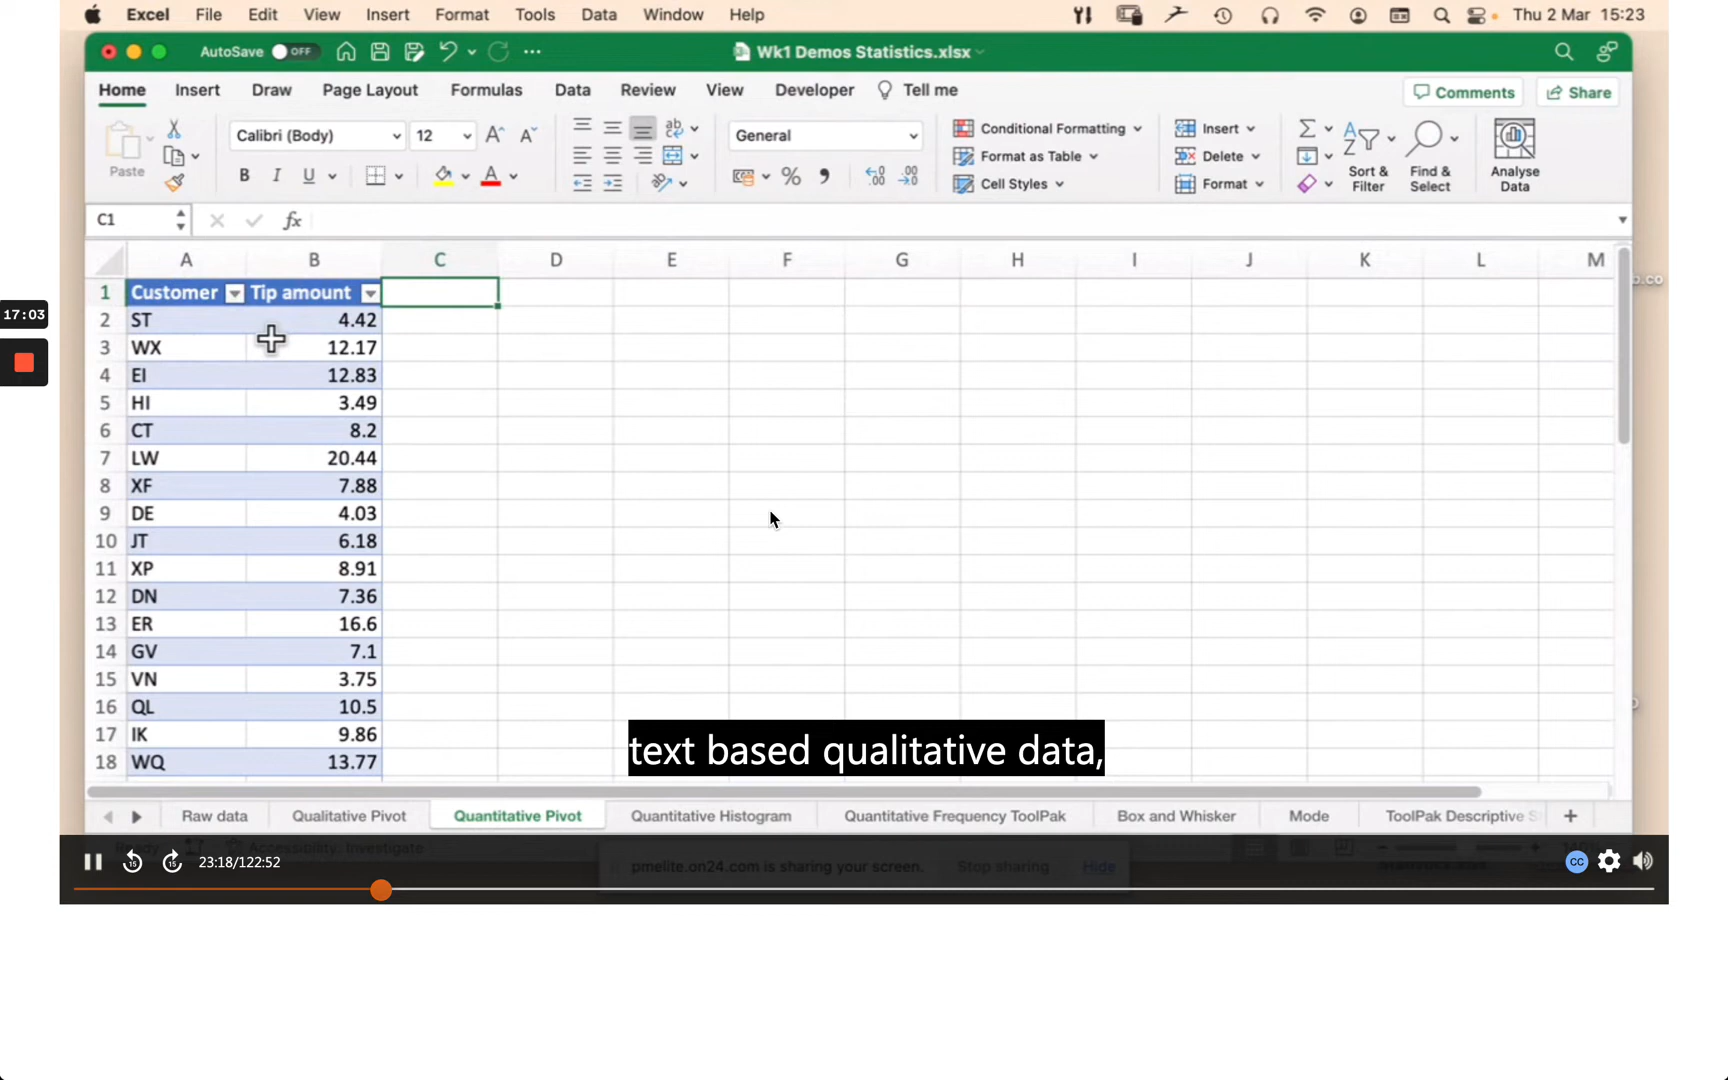 Excel File Edit View Insert Format Tools Data Window Help Thu 2 Mar 15:23
AutoSave OFF Wk1 Demos Statistics.xlsx
Home Insert Draw Page Layout Formulas Data Review View Developer Tell me Comments Share
Paste Calibri (Body) 12 General Conditional Formatting Insert
B I U A % Format as Table Delete
Cell Styles Format Sort & Filter Find & Select Analyse Data
C1 fx
A B C D E F G H I J K L M
1 Customer Tip amount
17:03
2 ST 4.42
3 WX 12.17
4 EI 12.83
5 HI 3.49
6 CT 8.2
7 LW 20.44
8 XF 7.88
9 DE 4.03
10 JT 6.18
11 XP 8.91
12 DN 7.36
13 ER 16.6
14 GV 7.1
15 VN 3.75
16 QL 10.5
17 IK 9.86
text based qualitative data,
18 WQ 13.77
Raw data Qualitative Pivot Quantitative Pivot Quantitative Histogram Quantitative Frequency ToolPak Box and Whisker Mode ToolPak Descriptive
Accessibility: Investigate
15 15 23:18/122:52 pmelite.on24.com is sharing your screen. Stop sharing Hide CC